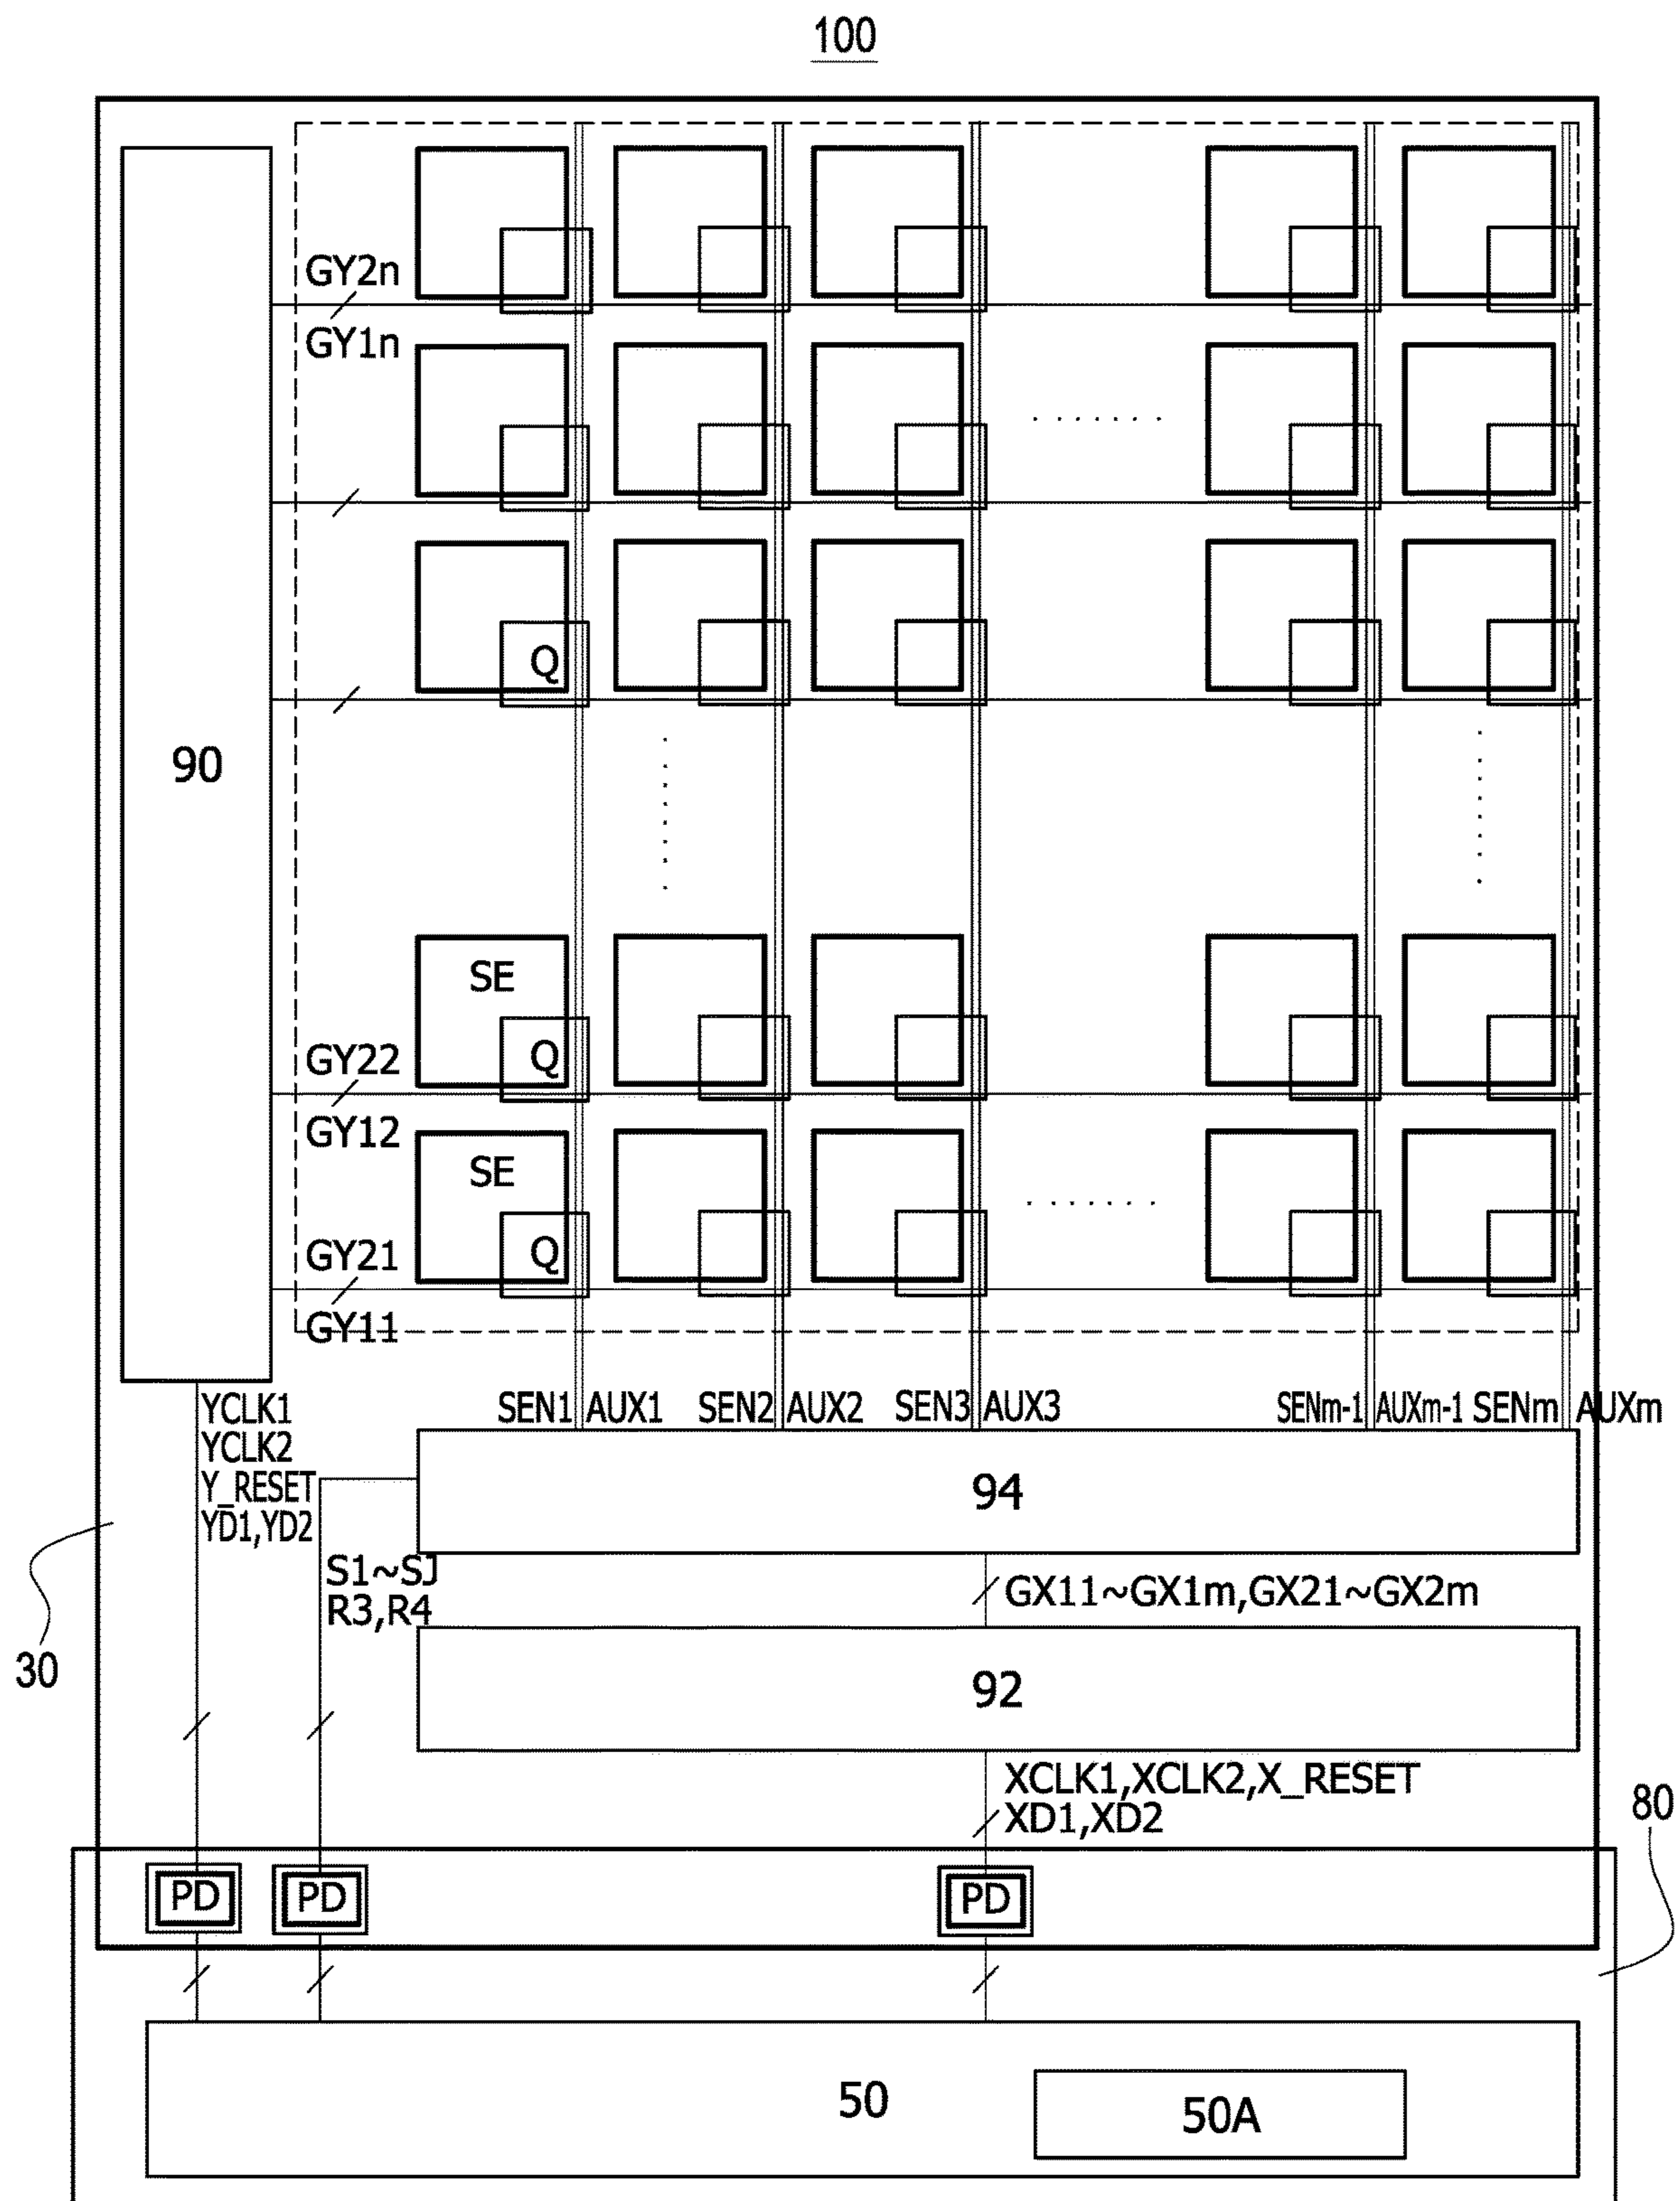 100
GY2n
GY1n
Q
90
SE
Q
GY22
GY12
SE
Q
GY21
GY11
YCLK1
YCLK2
Y_RESET
YD1,YD2
SEN1 AUX1 SEN2 AUX2 SEN3 AUX3 SENm-1 AUXm-1 SENm AUXm
94
S1~SJ
R3,R4
GX11~GX1m,GX21~GX2m
30
92
XCLK1,XCLK2,X_RESET
XD1,XD2
80
PD PD PD
50
50A